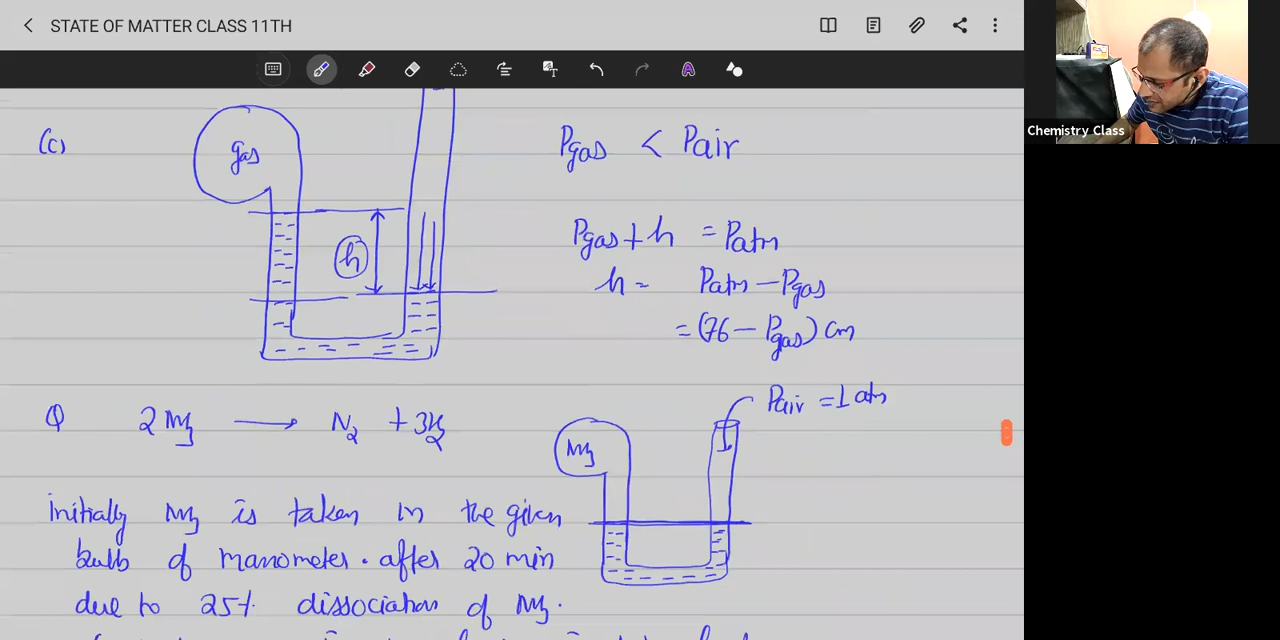 STATE OF MATTER CLASS 11TH
Chemistry Class
(c)
gas
h
Pgas < Pair
Pgas + h = Patm
h = Patm - Pgas
= (76 - Pgas) cm
Q 2 NH3 → N2 + 3H2
NH3
Pair = 1 atm
initially NH3 is taken in the given
bulb of manometer. after 20 min
due to 25% dissociation of NH3.